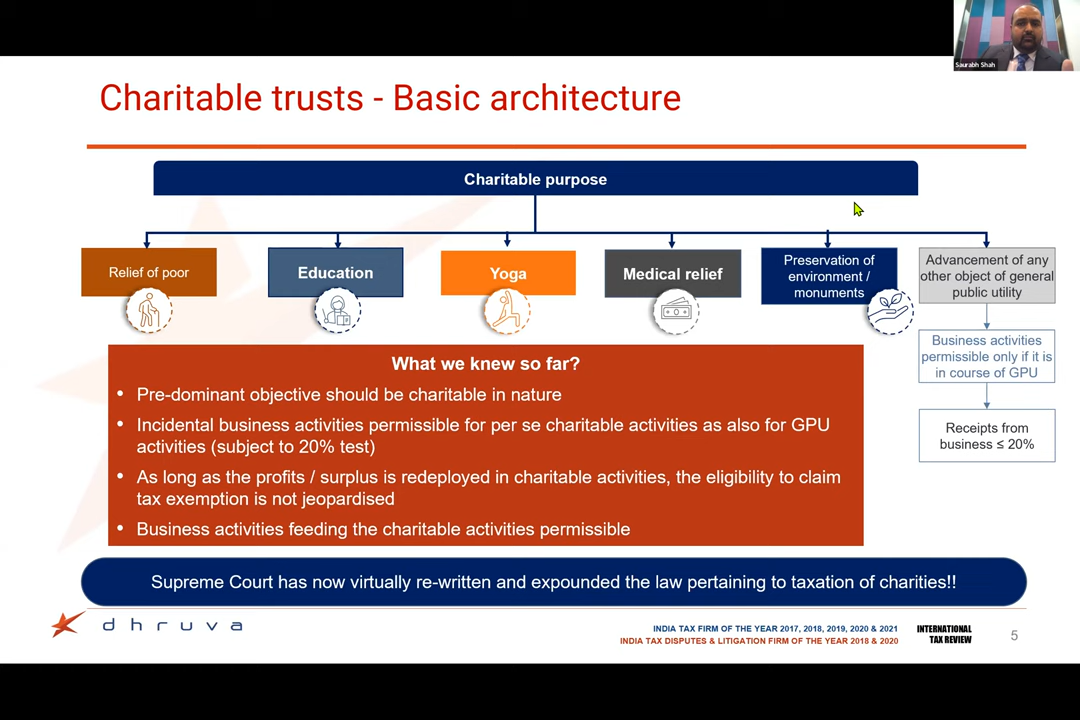 Saurabh Shah
Charitable trusts - Basic architecture
Charitable purpose
Relief of poor
Education
Yoga
Medical relief
Preservation of
environment /
monuments
Advancement of any
other object of general
public utility
Business activities
permissible only if it is
in course of GPU
Receipts from
business ≤ 20%
What we knew so far?
• Pre-dominant objective should be charitable in nature
• Incidental business activities permissible for per se charitable activities as also for GPU
activities (subject to 20% test)
• As long as the profits / surplus is redeployed in charitable activities, the eligibility to claim
tax exemption is not jeopardised
• Business activities feeding the charitable activities permissible
Supreme Court has now virtually re-written and expounded the law pertaining to taxation of charities!!
dhruva
INDIA TAX FIRM OF THE YEAR 2017, 2018, 2019, 2020 & 2021
INDIA TAX DISPUTES & LITIGATION FIRM OF THE YEAR 2018 & 2020
INTERNATIONAL
TAX REVIEW
5